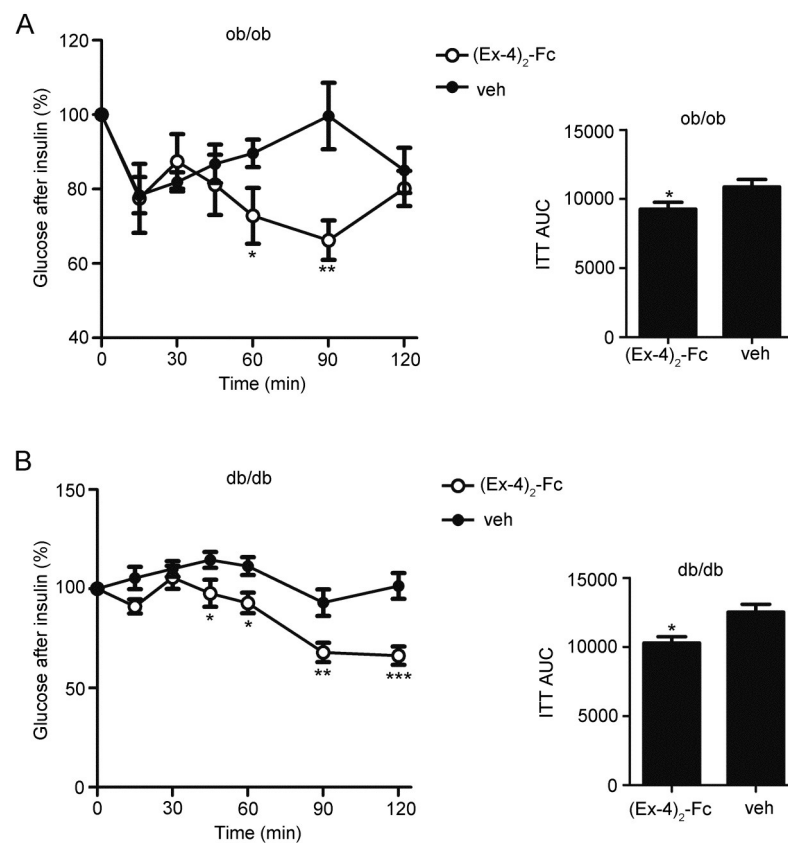 A
ob/ob
(Ex-4)₂-Fc
veh
Glucose after insulin (%)
120
100
80
60
40
0 30 60 90 120
Time (min)
*
**
ob/ob
ITT AUC
15000
10000
5000
0
*
(Ex-4)₂-Fc veh
B
db/db
(Ex-4)₂-Fc
veh
Glucose after insulin (%)
150
100
50
0
0 30 60 90 120
Time (min)
*
*
**
***
db/db
ITT AUC
15000
10000
5000
0
*
(Ex-4)₂-Fc veh